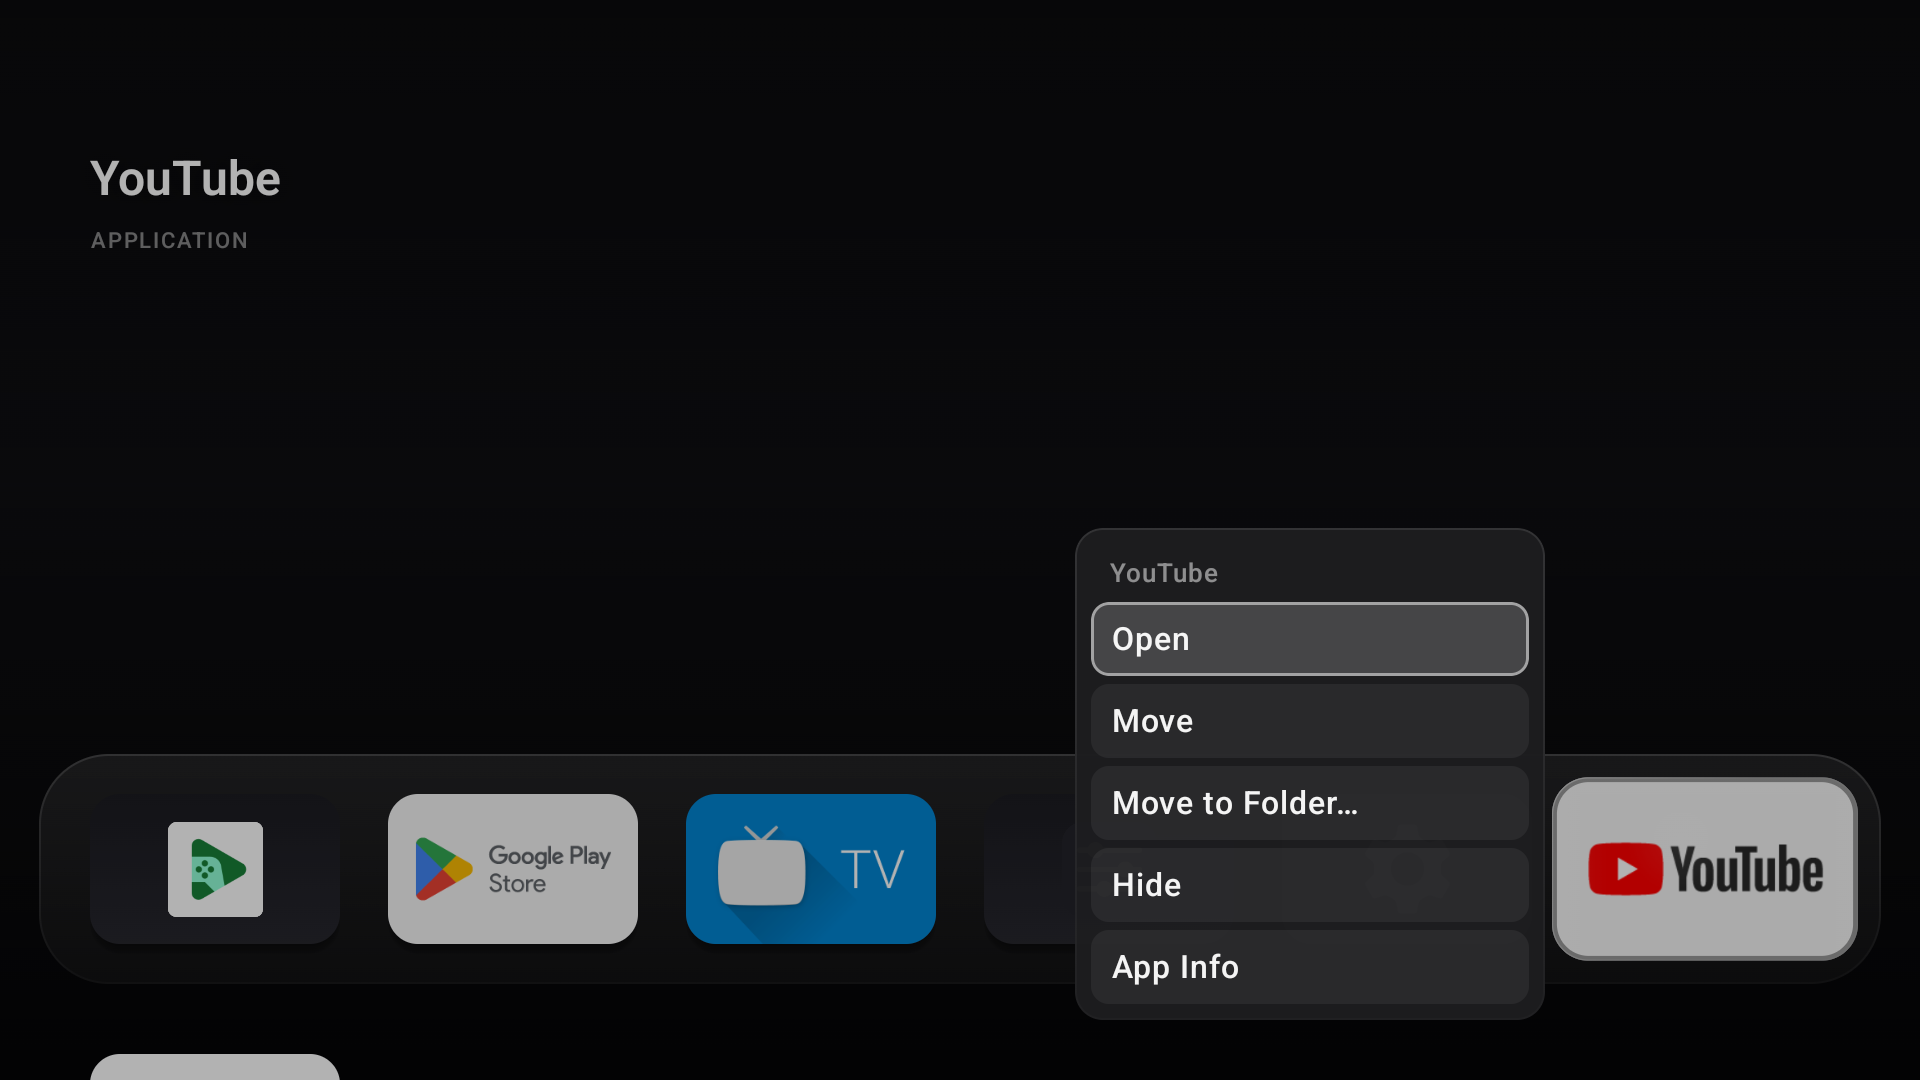 YouTube
APPLICATION
YouTube
Open
Move
Move to Folder...
Hide
App Info
Google Play
Store
TV
YouTube